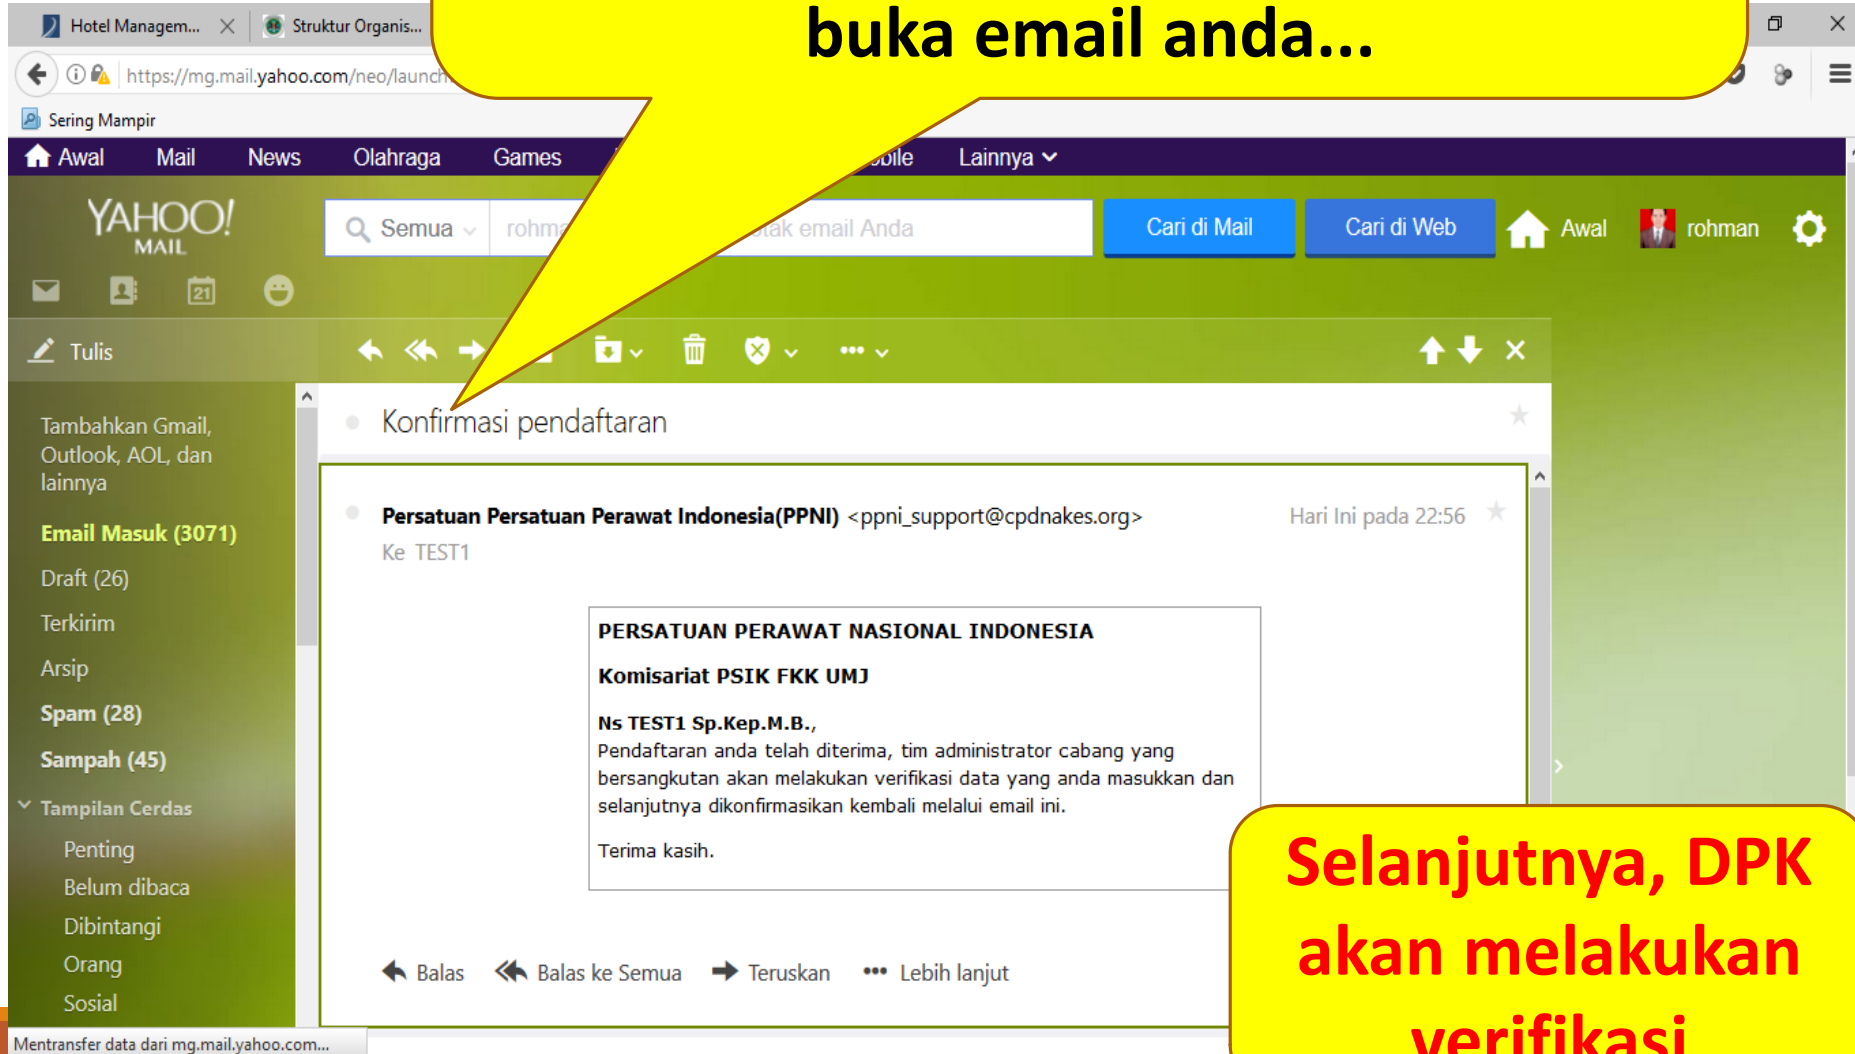 Hotel Managem...
Struktur Organis...
buka email anda...
https://mg.mail.yahoo.com/neo/launch
Sering Mampir
Awal Mail News Olahraga Games Lainnya
YAHOO!
MAIL
Semua
email Anda
Cari di Mail
Cari di Web
Awal
rohman
21
Tulis
Tambahkan Gmail,
Outlook, AOL, dan
lainnya
Email Masuk (3071)
Draft (26)
Terkirim
Arsip
Spam (28)
Sampah (45)
Tampilan Cerdas
Penting
Belum dibaca
Dibintangi
Orang
Sosial
Konfirmasi pendaftaran
Persatuan Persatuan Perawat Indonesia(PPNI) <ppni_support@cpdnakes.org>
Hari Ini pada 22:56
Ke TEST1
PERSATUAN PERAWAT NASIONAL INDONESIA
Komisariat PSIK FKK UMJ
Ns TEST1 Sp.Kep.M.B.,
Pendaftaran anda telah diterima, tim administrator cabang yang
bersangkutan akan melakukan verifikasi data yang anda masukkan dan
selanjutnya dikonfirmasikan kembali melalui email ini.
Terima kasih.
Balas Balas ke Semua Teruskan Lebih lanjut
Selanjutnya, DPK
akan melakukan
verifikasi
Mentransfer data dari mg.mail.yahoo.com...